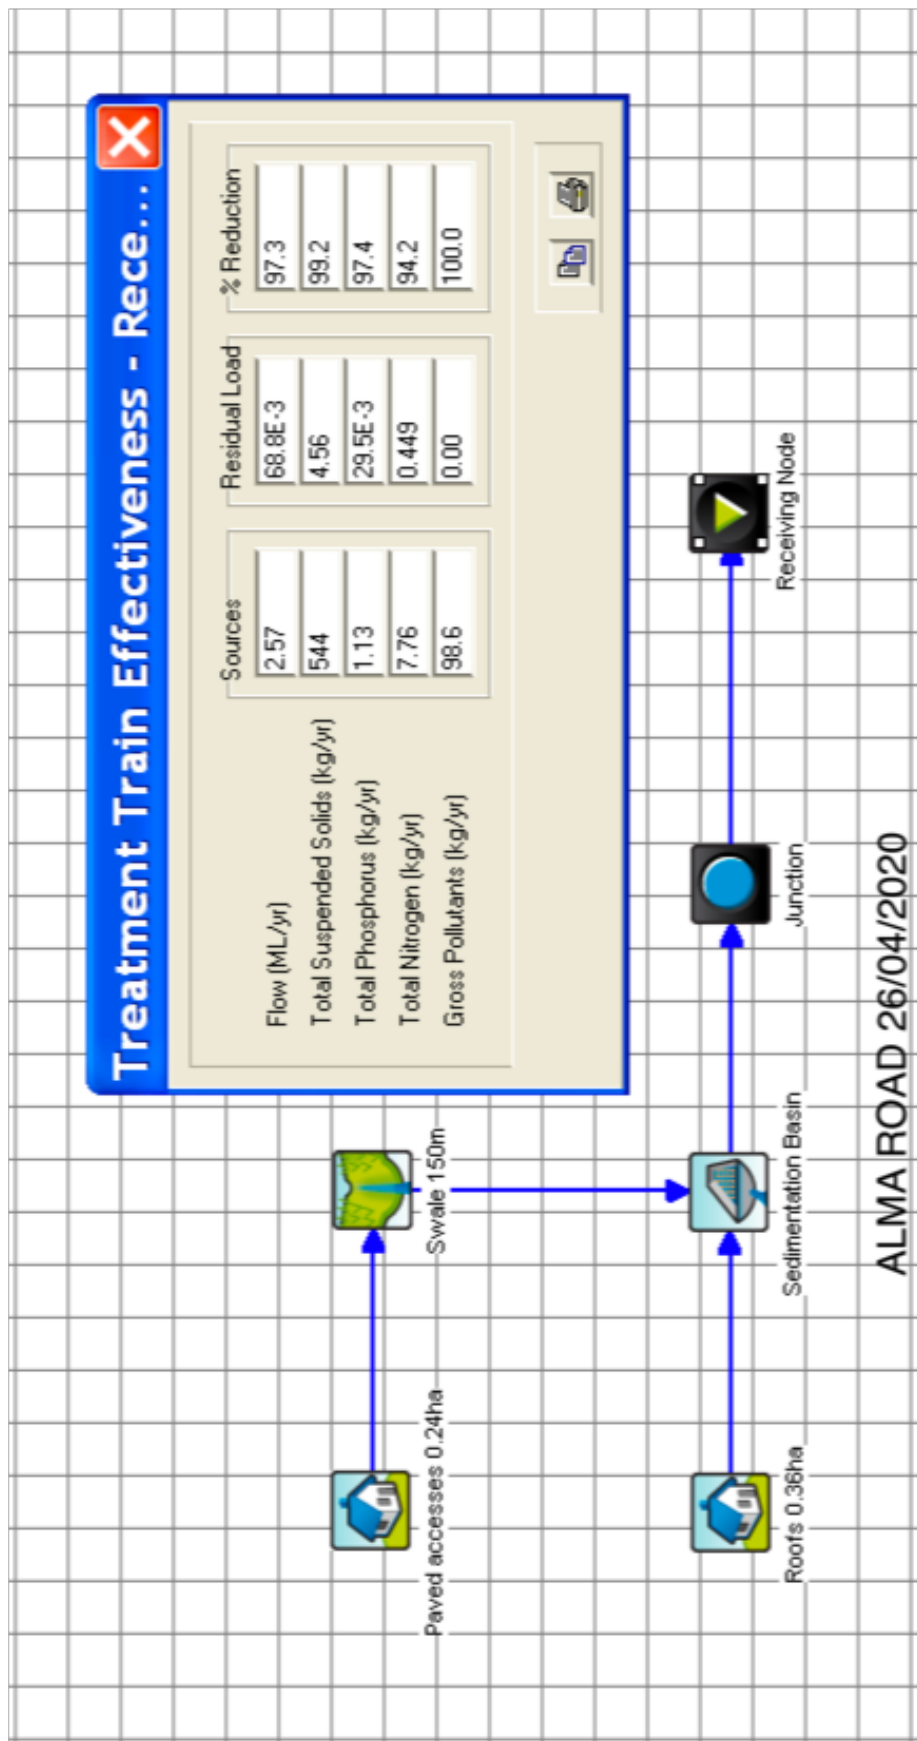 Treatment Train Effectiveness - Rece...
Sources Residual Load % Reduction
Flow (ML/yr) 2.57 68.8E-3 97.3
Total Suspended Solids (kg/yr) 544 4.56 99.2
Total Phosphorus (kg/yr) 1.13 29.5E-3 97.4
Total Nitrogen (kg/yr) 7.76 0.449 94.2
Gross Pollutants (kg/yr) 98.6 0.00 100.0
Paved accesses 0.24ha
Swale 150m
Roofs 0.36ha
Sedimentation Basin
Junction
Receiving Node
ALMA ROAD 26/04/2020